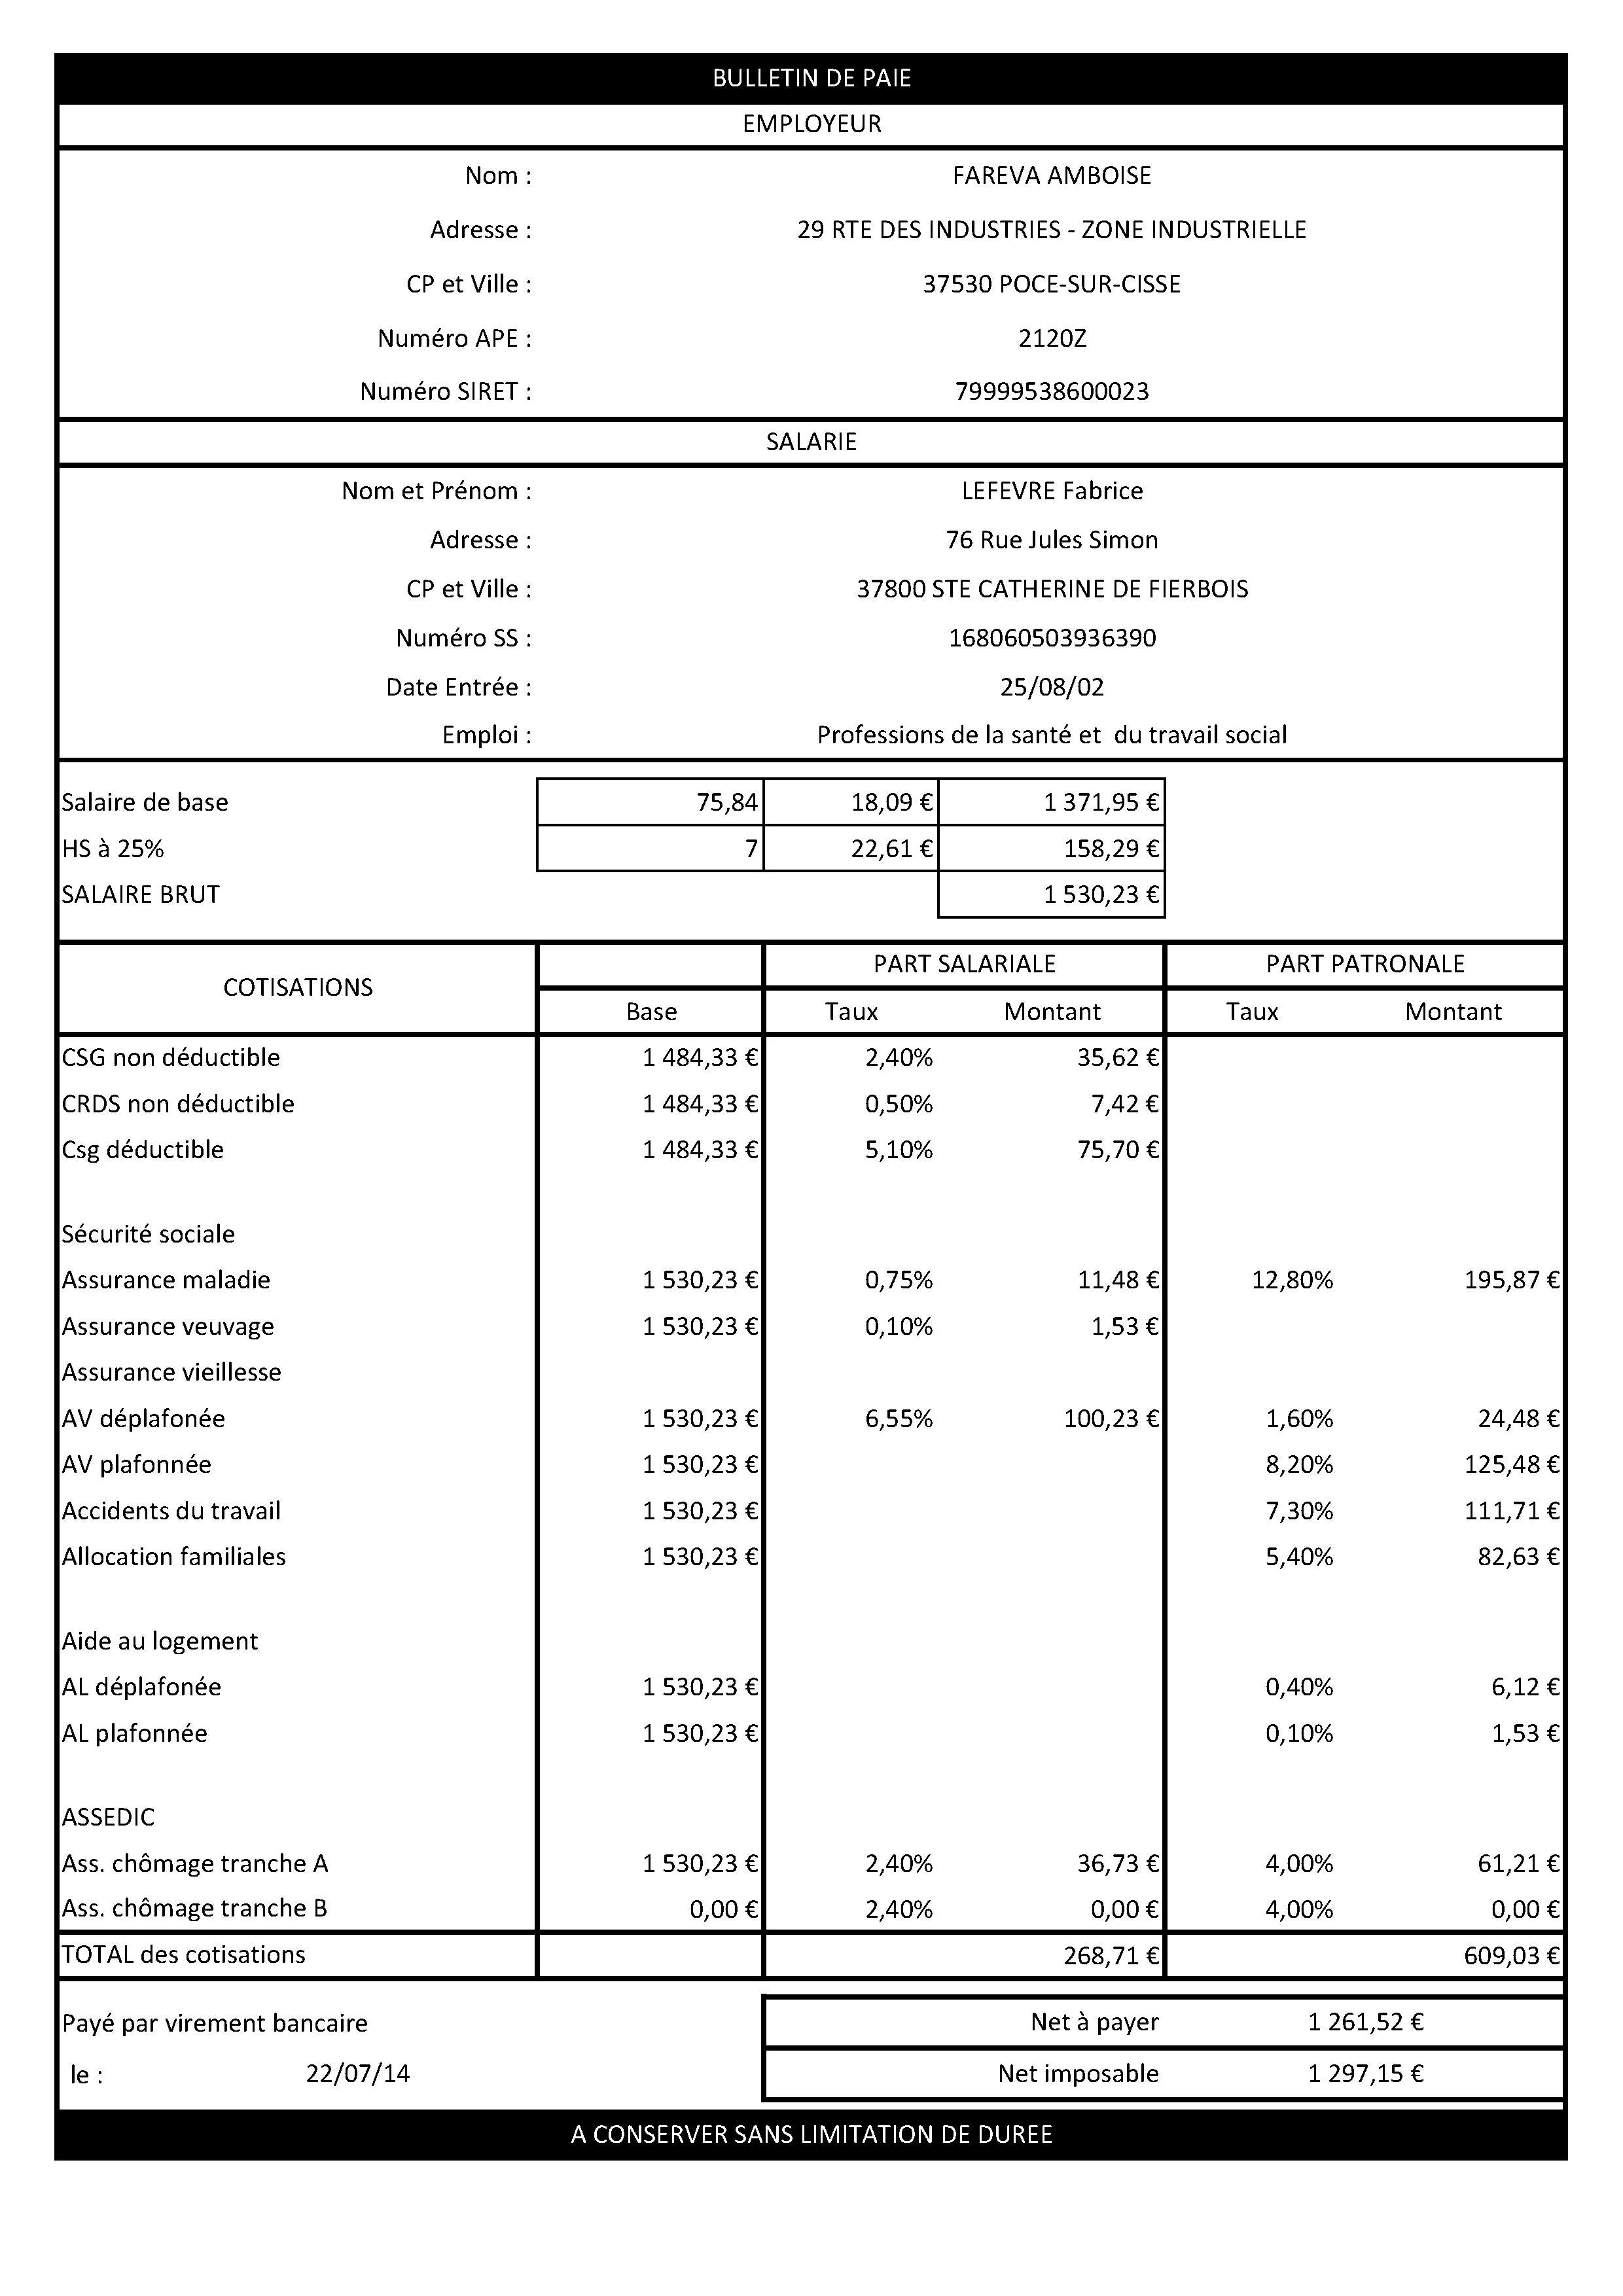 BULLETIN DE PAIE
EMPLOYEUR
Nom : FAREVA AMBOISE
Adresse : 29 RTE DES INDUSTRIES - ZONE INDUSTRIELLE
CP et Ville : 37530 POCE-SUR-CISSE
Numéro APE : 2120Z
Numéro SIRET : 79999538600023
SALARIE
Nom et Prénom : LEFEVRE Fabrice
Adresse : 76 Rue Jules Simon
CP et Ville : 37800 STE CATHERINE DE FIERBOIS
Numéro SS : 168060503936390
Date Entrée : 25/08/02
Emploi : Professions de la santé et  du travail social
Salaire de base 75,84 18,09 € 1 371,95 €
HS à 25% 7 22,61 € 158,29 €
SALAIRE BRUT 1 530,23 €
COTISATIONS PART SALARIALE PART PATRONALE
Base Taux Montant Taux Montant
CSG non déductible 1 484,33 € 2,40% 35,62 €
CRDS non déductible 1 484,33 € 0,50% 7,42 €
Csg déductible 1 484,33 € 5,10% 75,70 €
Sécurité sociale
Assurance maladie 1 530,23 € 0,75% 11,48 € 12,80% 195,87 €
Assurance veuvage 1 530,23 € 0,10% 1,53 €
Assurance vieillesse
AV déplafonée 1 530,23 € 6,55% 100,23 € 1,60% 24,48 €
AV plafonnée 1 530,23 € 8,20% 125,48 €
Accidents du travail 1 530,23 € 7,30% 111,71 €
Allocation familiales 1 530,23 € 5,40% 82,63 €
Aide au logement
AL déplafonée 1 530,23 € 0,40% 6,12 €
AL plafonnée 1 530,23 € 0,10% 1,53 €
ASSEDIC
Ass. chômage tranche A 1 530,23 € 2,40% 36,73 € 4,00% 61,21 €
Ass. chômage tranche B 0,00 € 2,40% 0,00 € 4,00% 0,00 €
TOTAL des cotisations 268,71 € 609,03 €
Payé par virement bancaire Net à payer 1 261,52 €
le : 22/07/14 Net imposable 1 297,15 €
A CONSERVER SANS LIMITATION DE DUREE